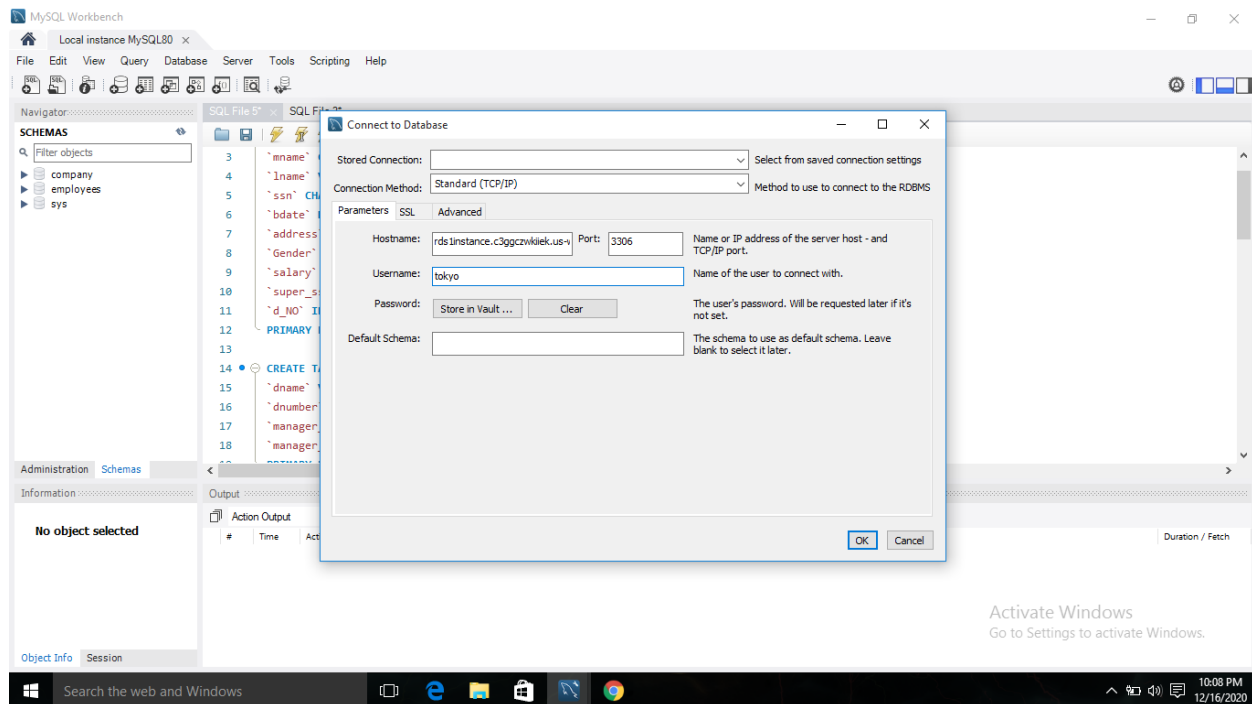 MySQL Workbench
Local instance MySQL80
File Edit View Query Database Server Tools Scripting Help
Navigator
SCHEMAS
Filter objects
company
employees
sys
Administration Schemas
Information
No object selected
Object Info Session
SQL File 5*
SQL File 3*
3 `mname`
4 `lname`
5 `ssn` CH
6 `bdate`
7 `address
8 `Gender`
9 `salary`
10 `super_s
11 `d_NO` I
12 PRIMARY
13
14 CREATE T
15 `dname`
16 `dnumber
17 `manager_
18 `manager_
Output
Action Output
# Time Act
Duration / Fetch
Connect to Database
Stored Connection: Select from saved connection settings
Connection Method: Standard (TCP/IP) Method to use to connect to the RDBMS
Parameters SSL Advanced
Hostname: rds1instance.c3ggczwkiiek.us-w Port: 3306 Name or IP address of the server host - and
TCP/IP port.
Username: tokyo Name of the user to connect with.
Password: Store in Vault ... Clear The user's password. Will be requested later if it's
not set.
Default Schema: The schema to use as default schema. Leave
blank to select it later.
OK Cancel
Activate Windows
Go to Settings to activate Windows.
Search the web and Windows
10:08 PM
12/16/2020